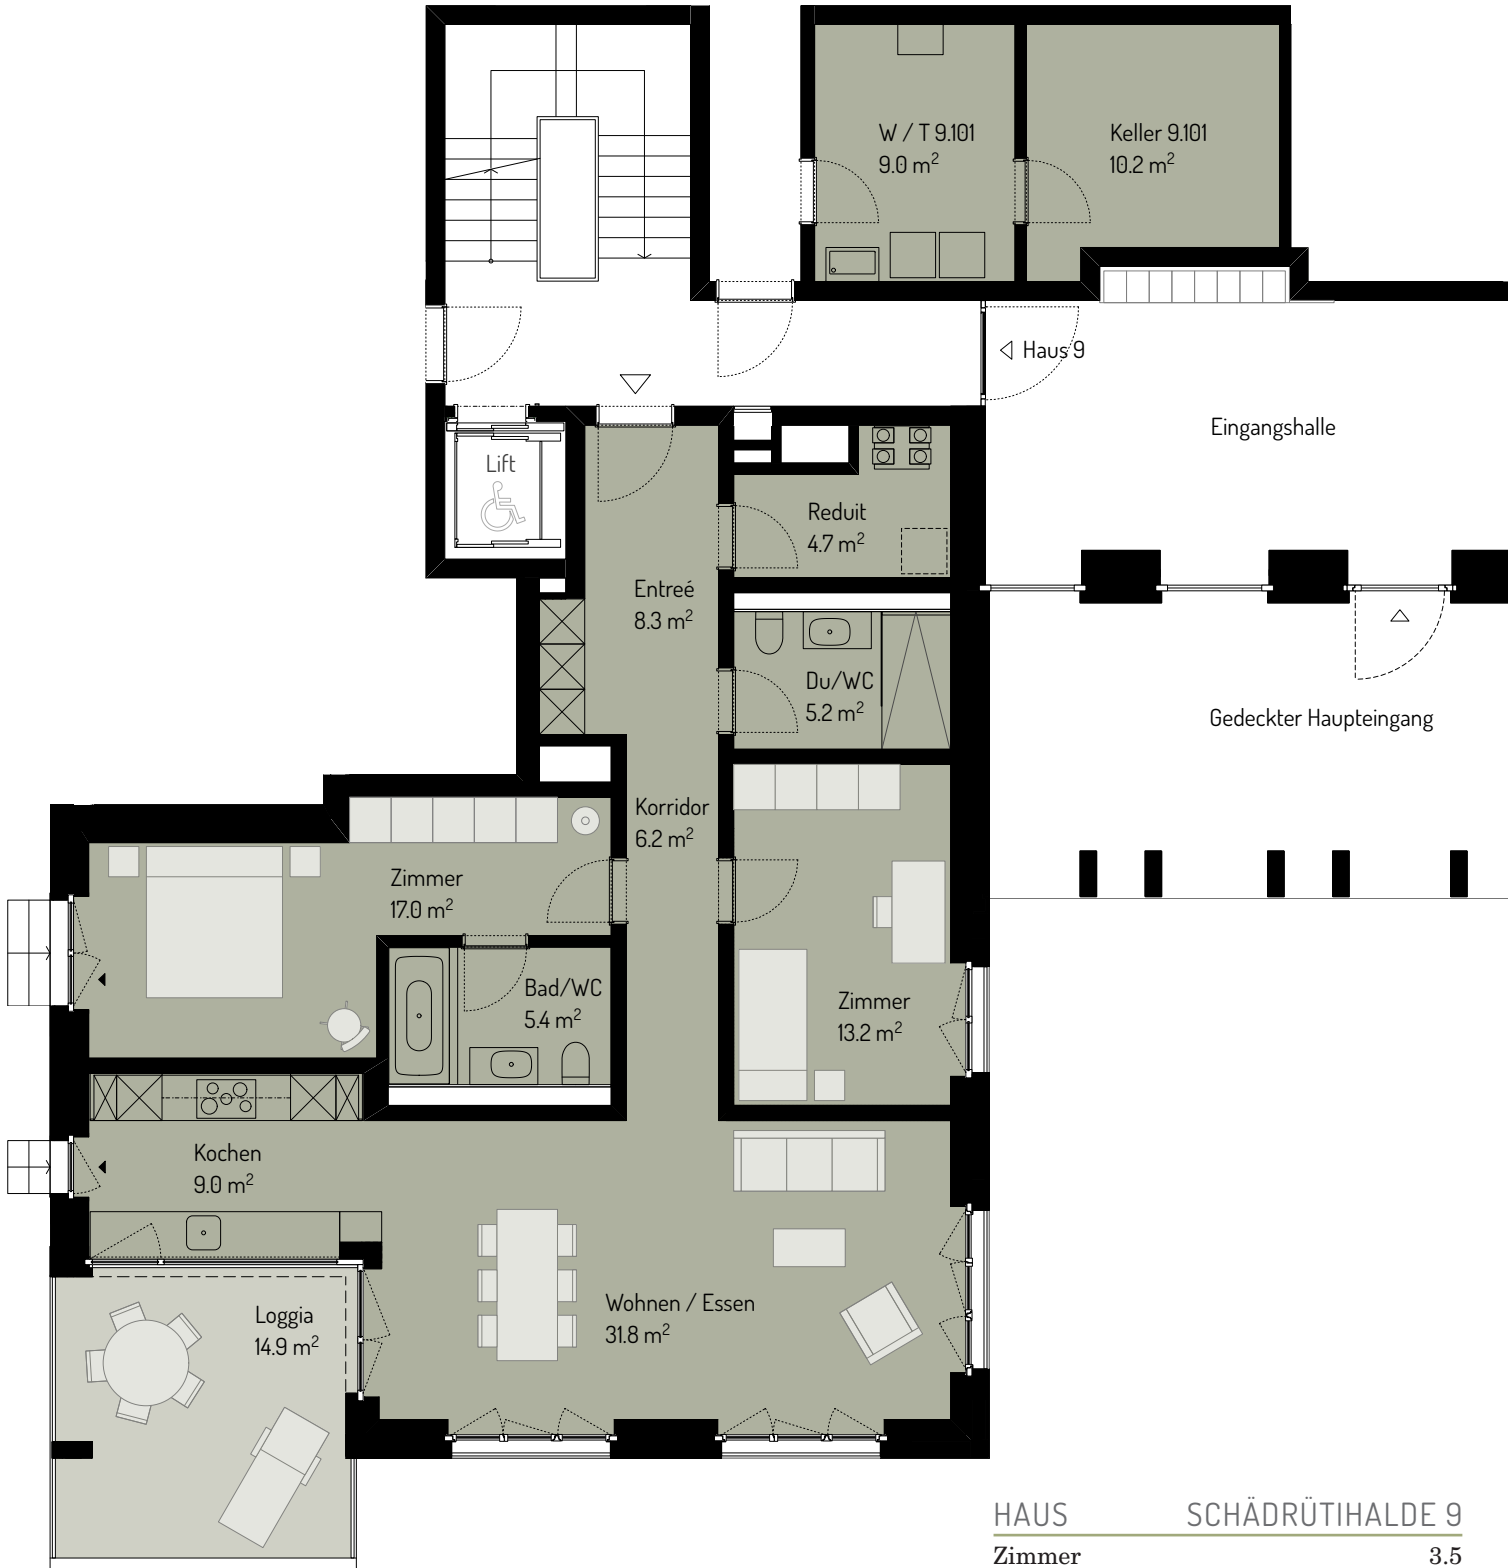 W / T 9.101
9.0 m²
Keller 9.101
10.2 m²
Haus 9
Eingangshalle
Lift
Reduit
4.7 m²
Entreé
8.3 m²
Du/WC
5.2 m²
Gedeckter Haupteingang
Korridor
6.2 m²
Zimmer
17.0 m²
Bad/WC
5.4 m²
Zimmer
13.2 m²
Kochen
9.0 m²
Loggia
14.9 m²
Wohnen / Essen
31.8 m²
HAUS SCHÄDRÜTIHALDE 9
Zimmer 3.5